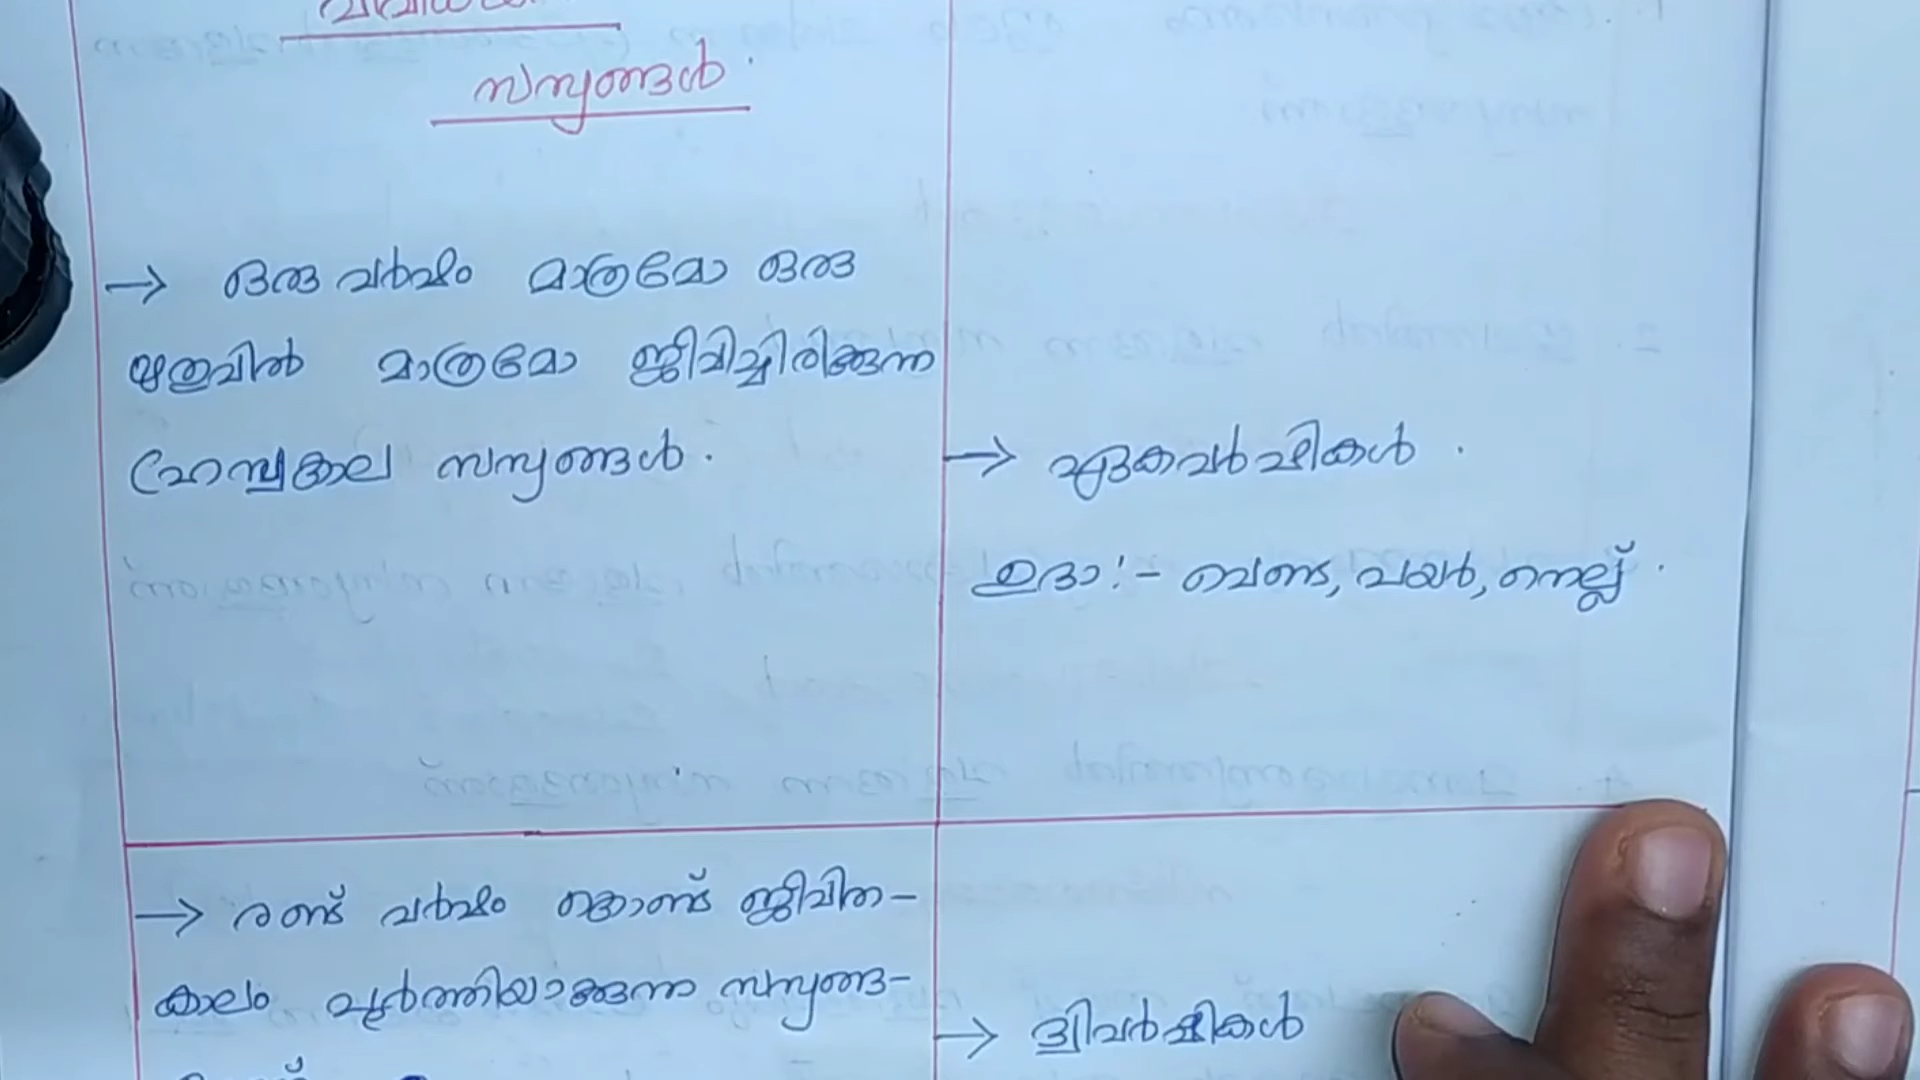 സസ്യങ്ങൾ.
→ ഒരു വർഷം മാത്രമോ ഒരു
ഋതുവിൽ മാത്രമോ ജീവിച്ചിരിക്കുന്ന
ഹ്രസ്വകാല സസ്യങ്ങൾ.
→ ഏകവർഷികൾ.
ഉദാ:- വെണ്ട, പയർ, നെല്ല്.
→ രണ്ട് വർഷം കൊണ്ട് ജീവിത-
കാലം പൂർത്തിയാക്കുന്ന സസ്യങ്ങ-
→ ദ്വിവർഷികൾ